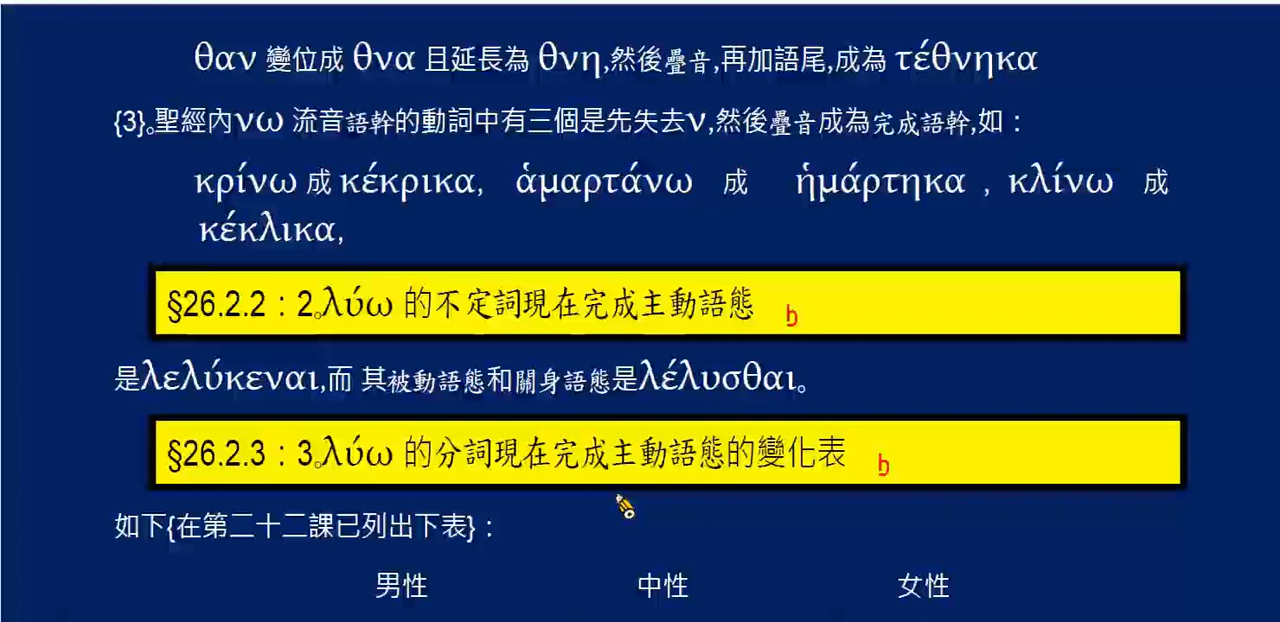 θαν 變位成 θνα 且延長為 θνη,然後疊音,再加語尾,成為 τέθνηκα
{3}。聖經內νω 流音語幹的動詞中有三個是先失去ν,然後疊音成為完成語幹,如：
κρίνω 成 κέκρικα, ἁμαρτάνω 成 ἡμάρτηκα , κλίνω 成
κέκλικα,
§26.2.2：2。λύω 的不定詞現在完成主動語態 b
是λελύκεναι,而 其被動語態和關身語態是λέλυσθαι。
§26.2.3：3。λύω 的分詞現在完成主動語態的變化表 b
如下{在第二十二課已列出下表}：
男性 中性 女性